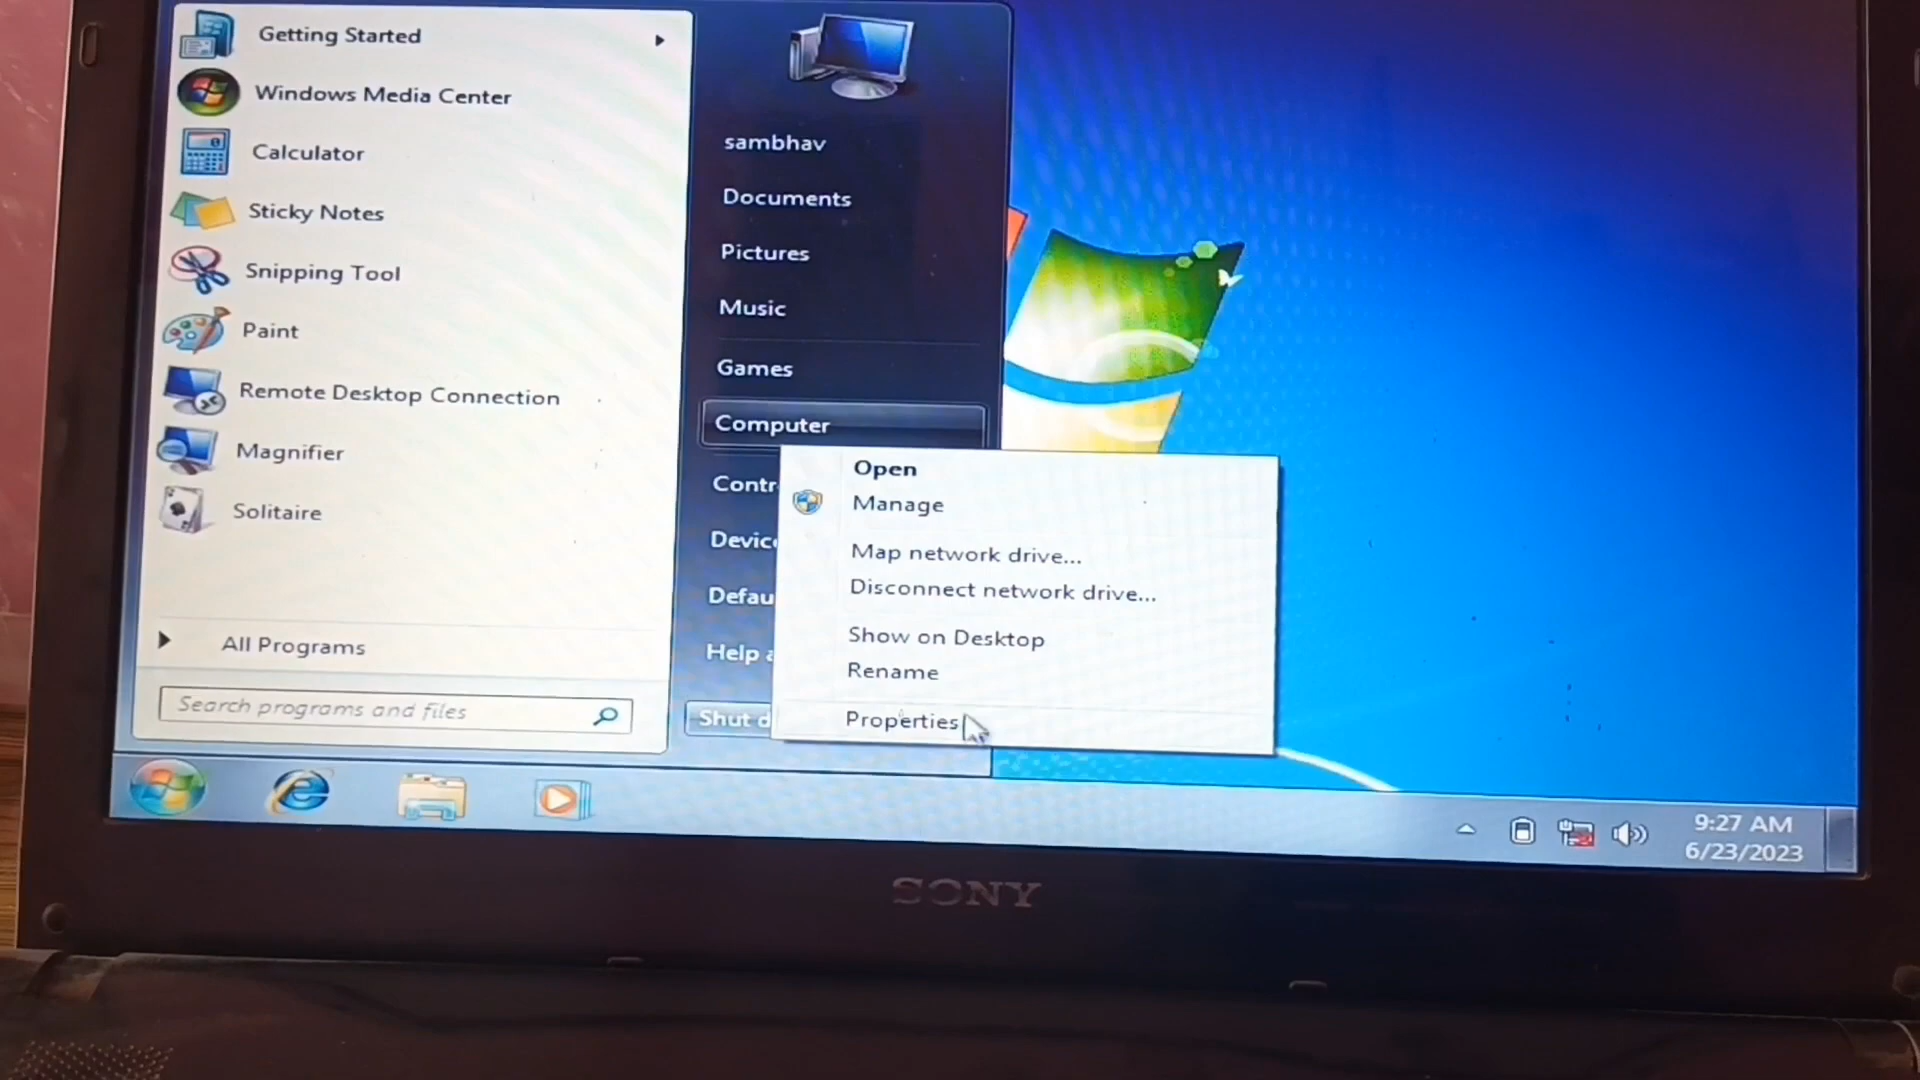 Getting Started
Windows Media Center
Calculator
Sticky Notes
Snipping Tool
Paint
Remote Desktop Connection
Magnifier
Solitaire
All Programs
Search programs and files
sambhav
Documents
Pictures
Music
Games
Computer
Contr
Devic
Defau
Help a
Shut d
Open
Manage
Map network drive...
Disconnect network drive...
Show on Desktop
Rename
Properties
9:27 AM
6/23/2023
SONY